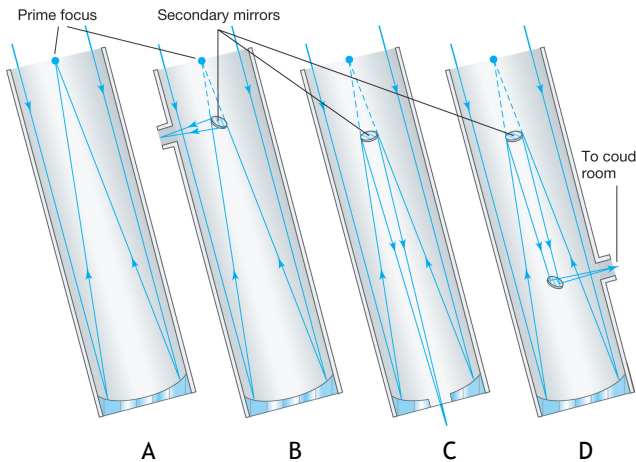 Prime focus
Secondary mirrors
To coud
room
A
B
C
D